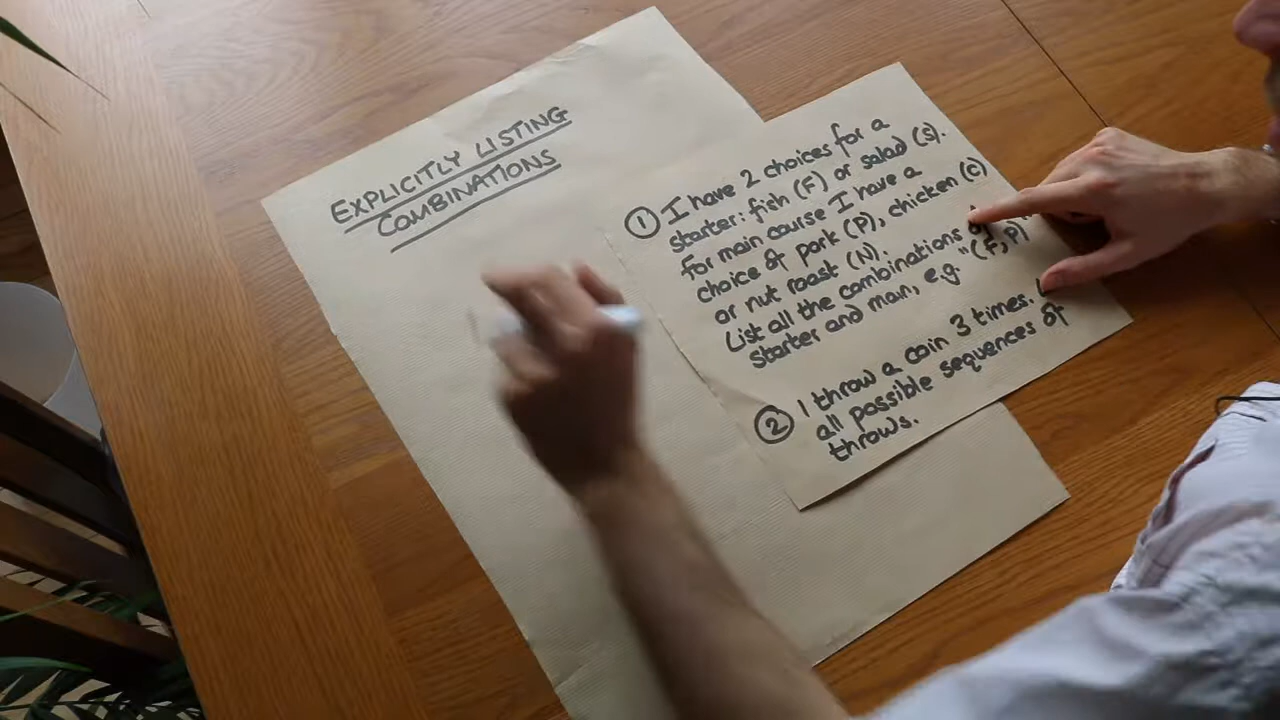 EXPLICITLY LISTING
COMBINATIONS
① I have 2 choices for a
starter: fish (F) or salad (S).
For main course I have a
choice of pork (P), chicken (C)
or nut roast (N).
List all the combinations
starter and main, e.g. "(F,P)
② I throw a coin 3 times.
all possible sequences of
throws.